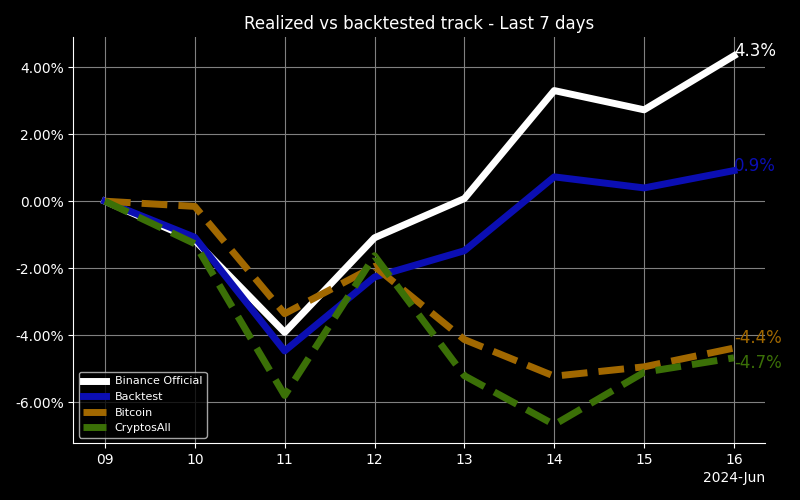 Realized vs backtested track - Last 7 days
4.00%
2.00%
0.00%
-2.00%
-4.00%
-6.00%
4.3%
0.9%
-4.4%
-4.7%
Binance Official
Backtest
Bitcoin
CryptosAll
09 10 11 12 13 14 15 16
2024-Jun